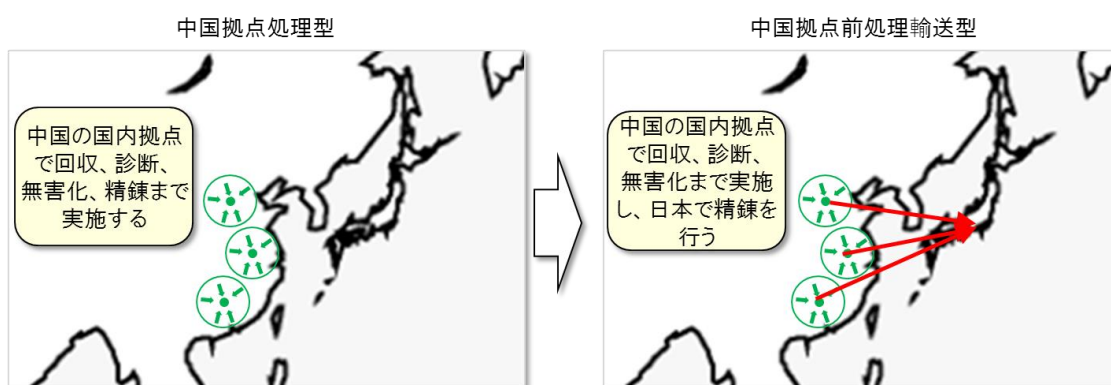 中国拠点処理型
中国の国内拠点
で回収、診断、
無害化、精錬まで
実施する
中国拠点前処理輸送型
中国の国内拠点
で回収、診断、
無害化まで実施
し、日本で精錬を
行う